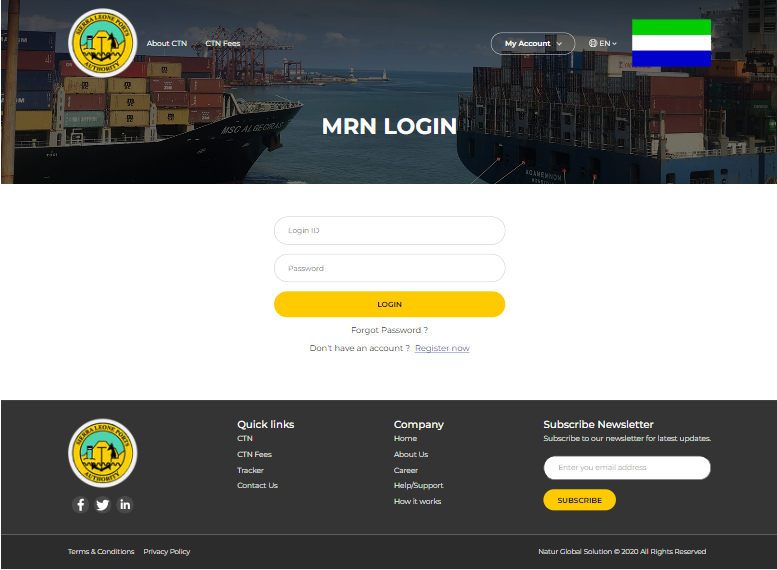 SIERRA LEONE PORTS
AUTHORITY
About CTN
CTN Fees
My Account
EN
MSC ALGECIRAS
AGAMEMNON
MRN LOGIN
Login ID
Password
LOGIN
Forgot Password ?
Don't have an account ? Register now
SIERRA LEONE PORTS
AUTHORITY
Quick links
CTN
CTN Fees
Tracker
Contact Us
Company
Home
About Us
Career
Help/Support
How it works
Subscribe Newsletter
Subscribe to our newsletter for latest updates.
Enter you email address
SUBSCRIBE
Terms & Conditions
Privacy Policy
Natur Global Solution © 2020 All Rights Reserved